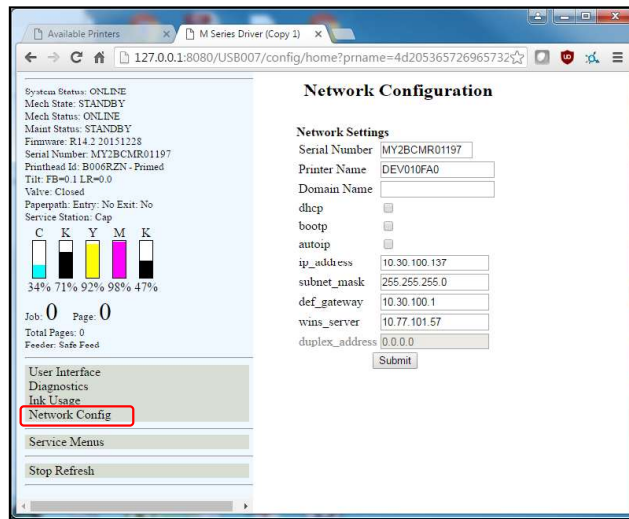 Available Printers
M Series Driver (Copy 1)
127.0.0.1:8080/USB007/config/home?prname=4d205365726965732
System Status: ONLINE
Mech State: STANDBY
Mech Status: ONLINE
Maint Status: STANDBY
Firmware: R14.2 20151228
Serial Number: MY2BCMR01197
Printhead Id: B006RZN - Primed
Tilt: FB=0.1 LR=0.0
Valve: Closed
Paperpath: Entry: No Exit: No
Service Station: Cap
C K Y M K
34% 71% 92% 98% 47%
Job: 0 Page: 0
Total Pages: 0
Feeder: Safe Feed
User Interface
Diagnostics
Ink Usage
Network Config
Service Menus
Stop Refresh
Network Configuration
Network Settings
Serial Number MY2BCMR01197
Printer Name DEV010FA0
Domain Name
dhcp
bootp
autoip
ip_address 10.30.100.137
subnet_mask 255.255.255.0
def_gateway 10.30.100.1
wins_server 10.77.101.57
duplex_address 0.0.0.0
Submit